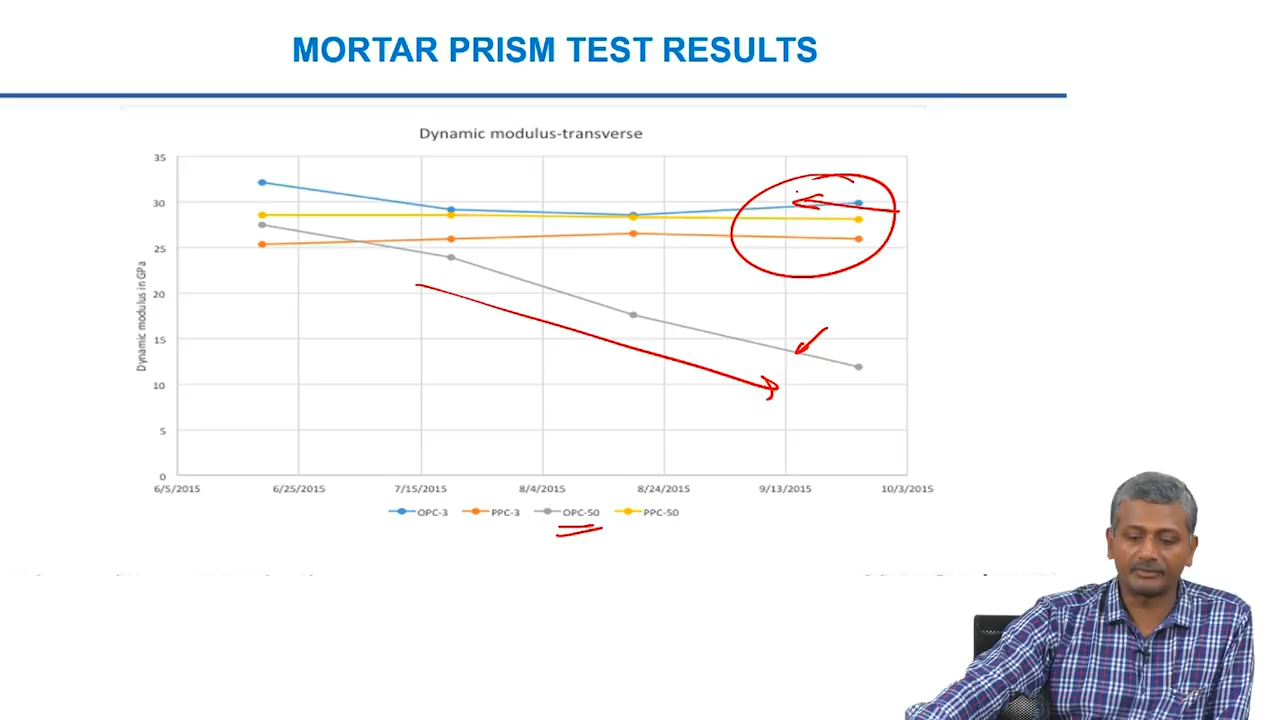 MORTAR PRISM TEST RESULTS
Dynamic modulus-transverse
35
30
25
20
15
10
5
0
Dynamic modulus in GPa
6/5/2015 6/25/2015 7/15/2015 8/4/2015 8/24/2015 9/13/2015 10/3/2015
OPC-3 PPC-3 OPC-50 PPC-50